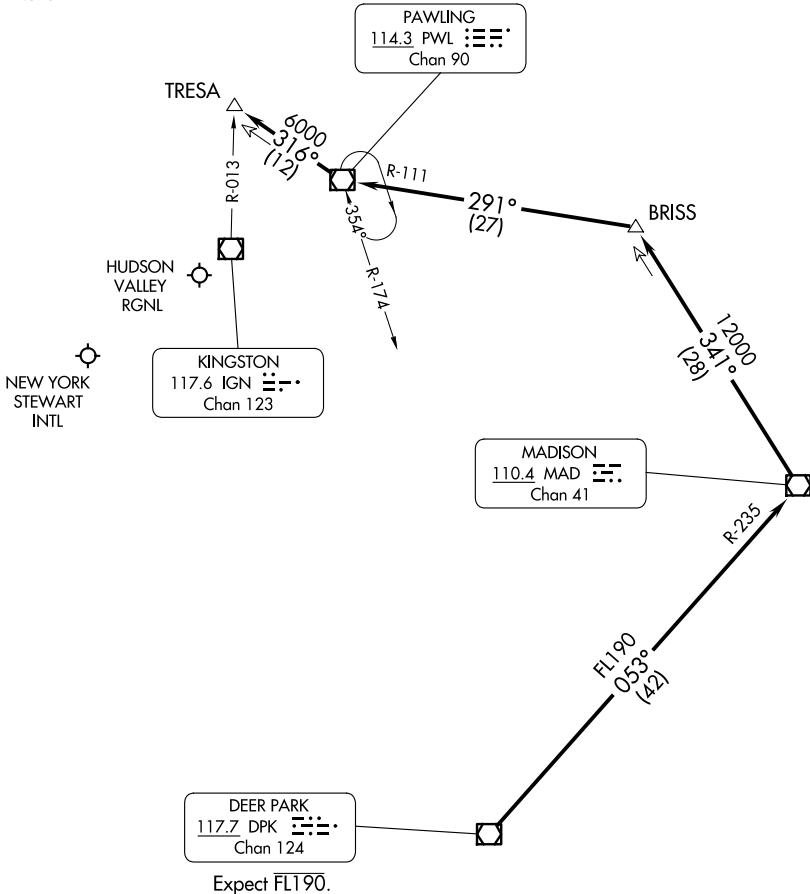 PAWLING
114.3 PWL
Chan 90
TRESA
6000
316°
(12)
R-111
291°
(27)
BRISS
R-013
354°
R-174
HUDSON
VALLEY
RGNL
12000
341°
(28)
NEW YORK
STEWART
INTL
KINGSTON
117.6 IGN
Chan 123
MADISON
110.4 MAD
Chan 41
R-235
FL190
053°
(42)
DEER PARK
117.7 DPK
Chan 124
Expect FL190.